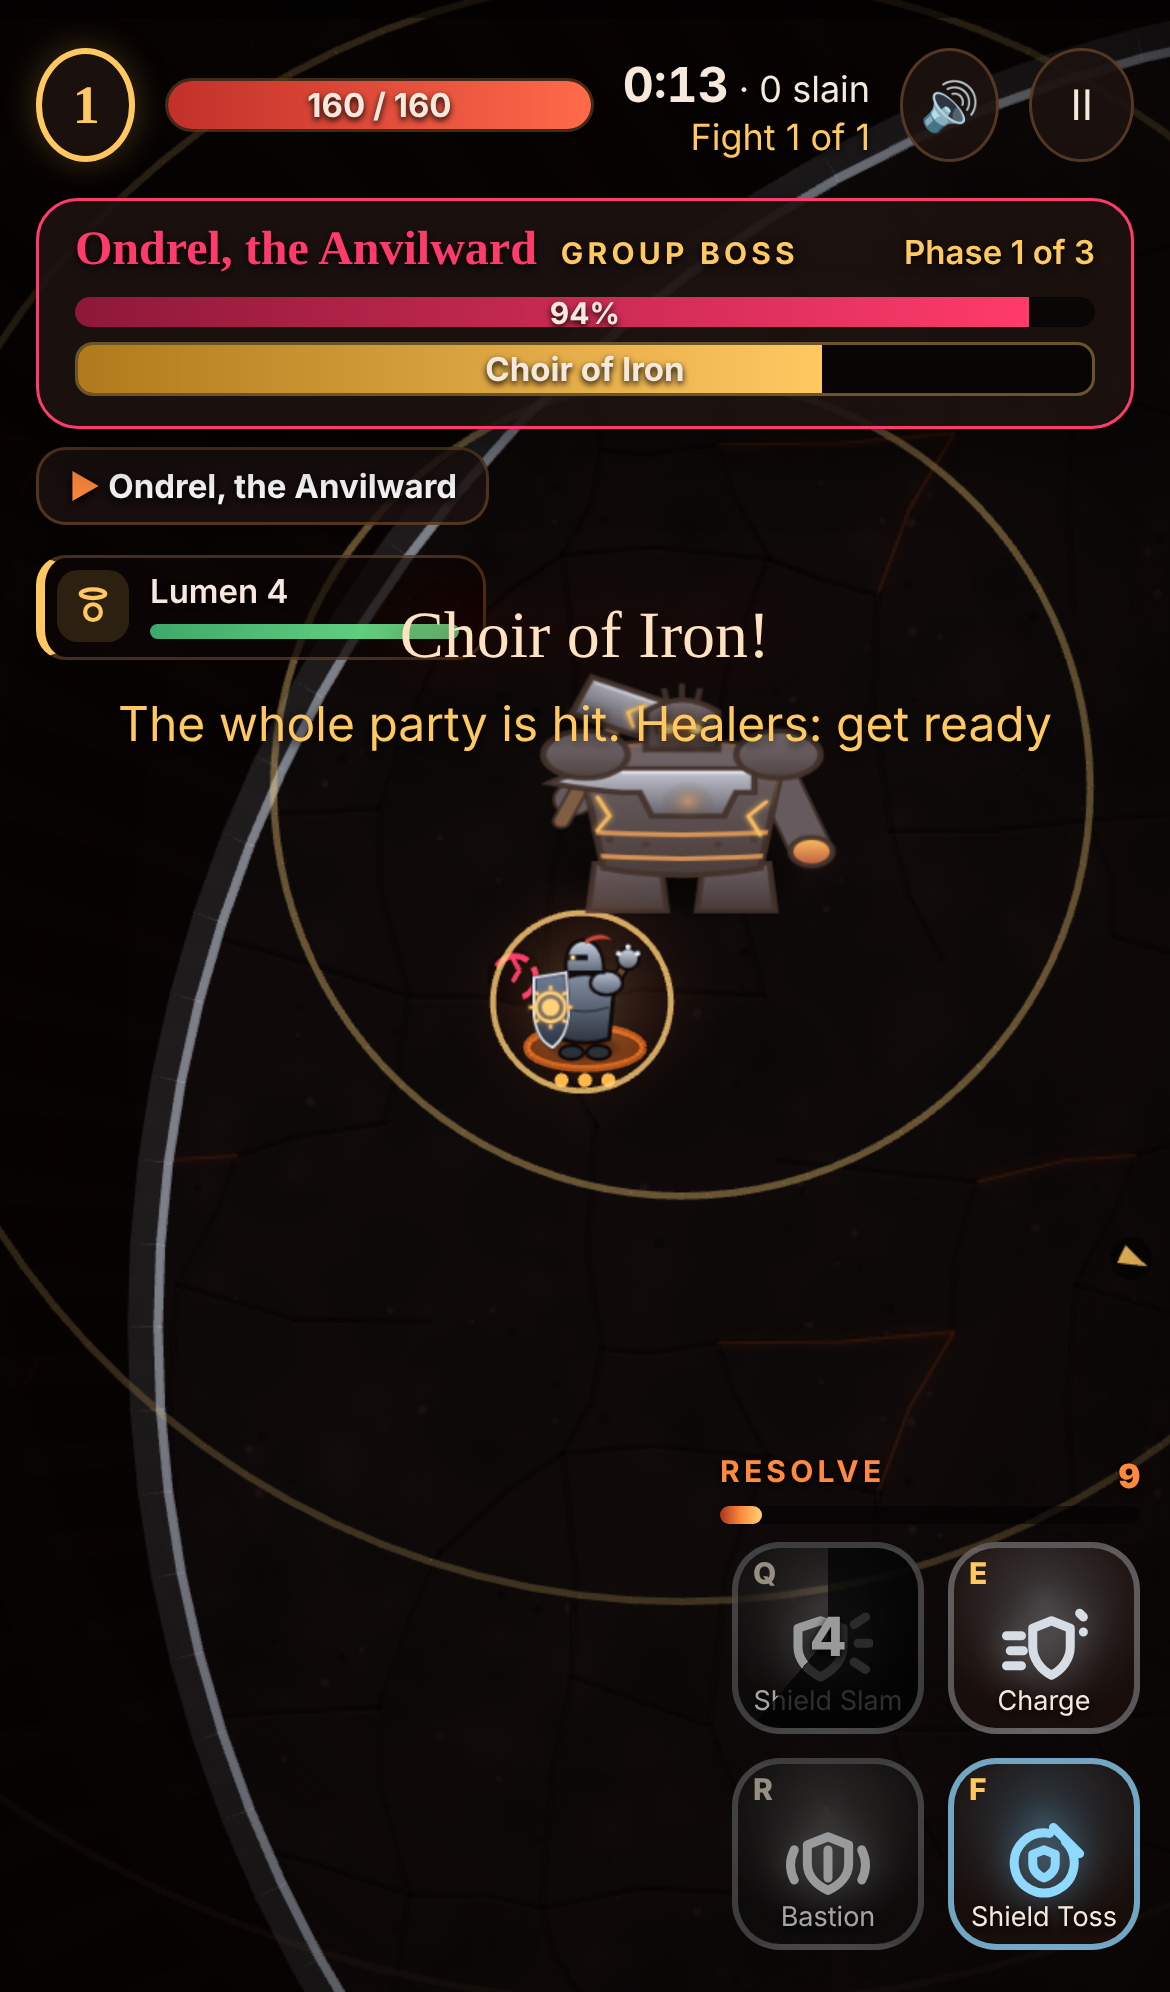 1
160 / 160
0:13 · 0 slain
Fight 1 of 1
Ondrel, the Anvilward GROUP BOSS Phase 1 of 3
94%
Choir of Iron
Ondrel, the Anvilward
Lumen 4
Choir of Iron!
The whole party is hit. Healers: get ready
RESOLVE 9
Q
4
Shield Slam
E
Charge
R
Bastion
F
Shield Toss